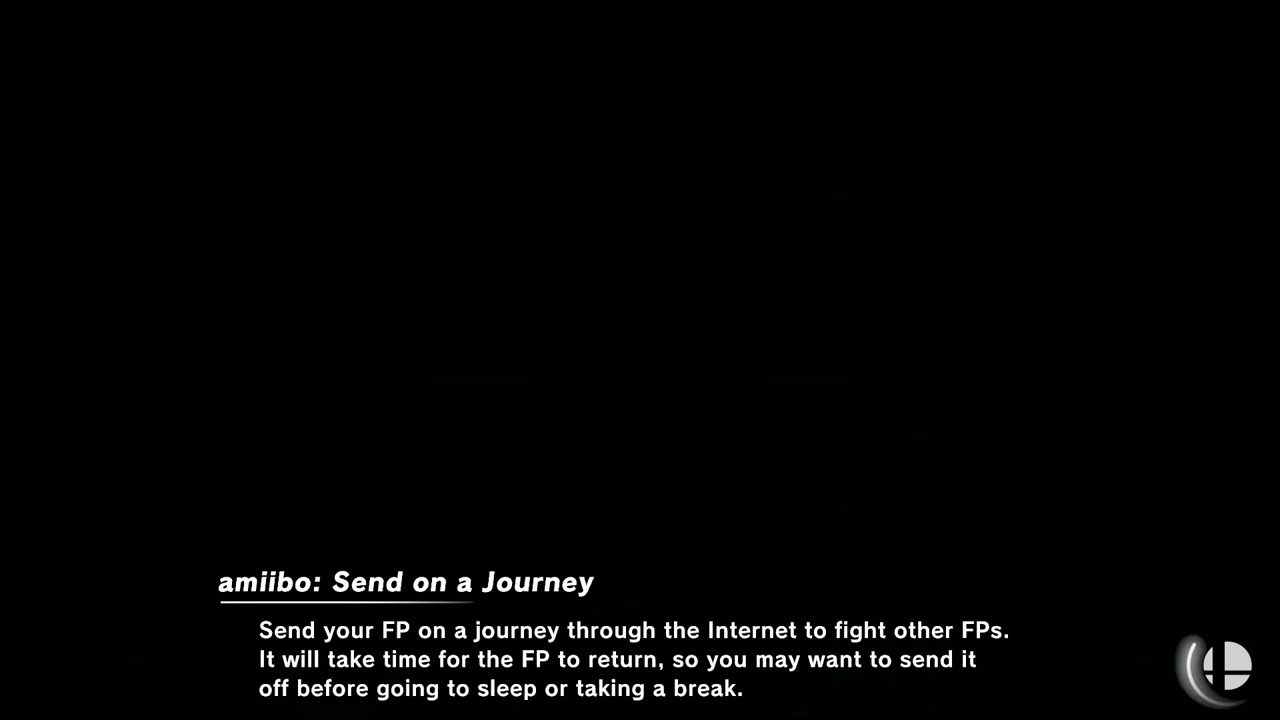 amiibo: Send on a Journey
Send your FP on a journey through the Internet to fight other FPs.
It will take time for the FP to return, so you may want to send it
off before going to sleep or taking a break.